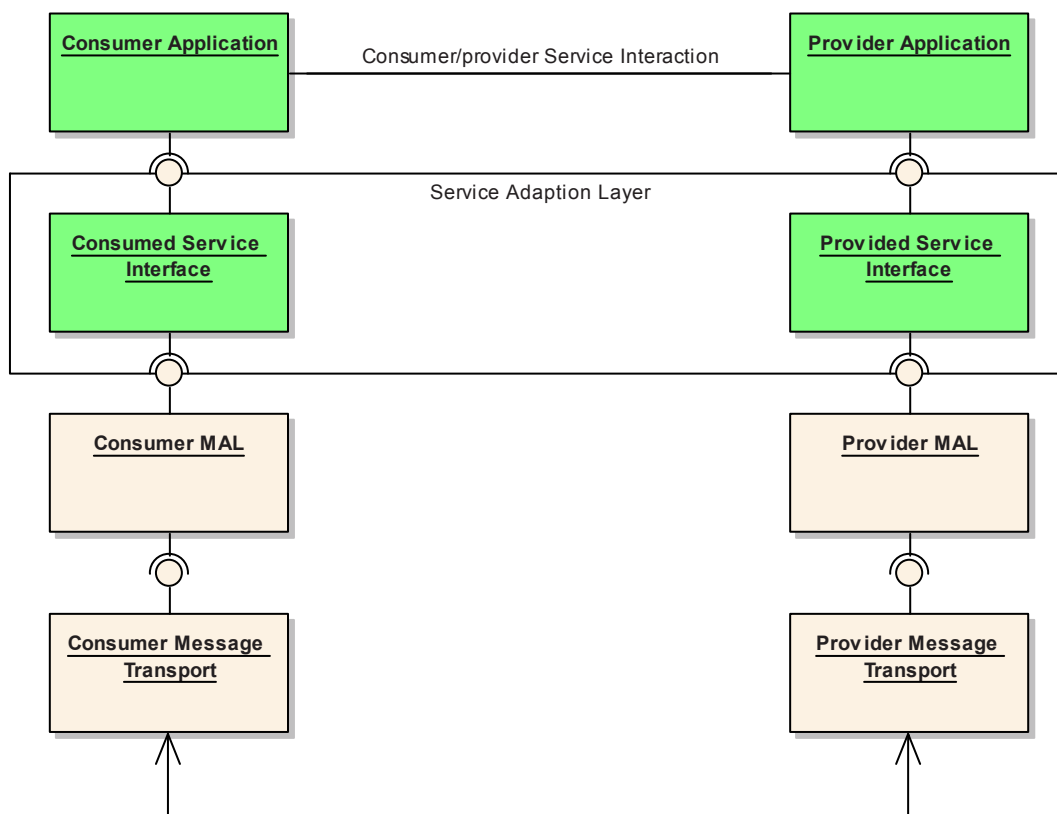 Consumer Application
Provider Application
Consumer/provider Service Interaction
Service Adaption Layer
Consumed Service
Interface
Provided Service
Interface
Consumer MAL
Provider MAL
Consumer Message
Transport
Provider Message
Transport